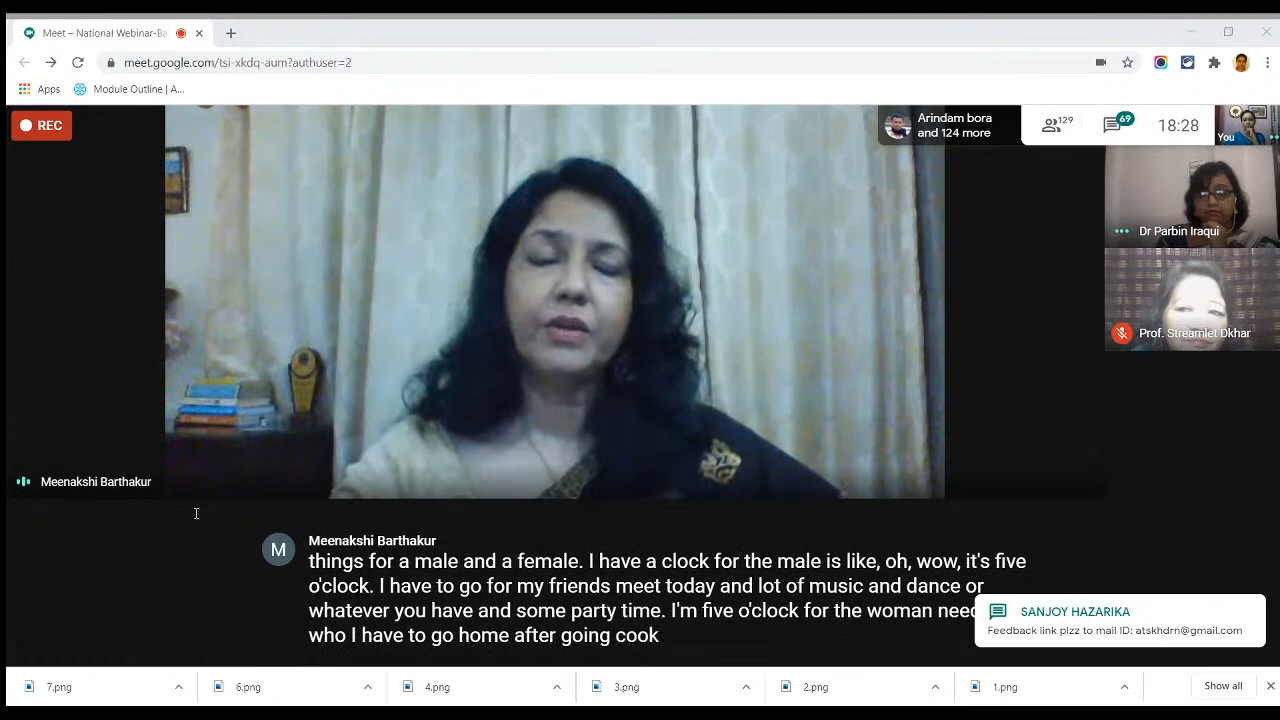 Meet – National Webinar-Ba
meet.google.com/tsi-xkdq-aum?authuser=2
Apps
Module Outline | A...
REC
Arindam bora
and 124 more
129
69
18:28
You
Dr Parbin Iraqui
Prof. Streamlet Dkhar
Meenakshi Barthakur
M
Meenakshi Barthakur
things for a male and a female. I have a clock for the male is like, oh, wow, it's five
o'clock. I have to go for my friends meet today and lot of music and dance or
whatever you have and some party time. I'm five o'clock for the woman need
who I have to go home after going cook
SANJOY HAZARIKA
Feedback link plzz to mail ID: atskhdrn@gmail.com
7.png
6.png
4.png
3.png
2.png
1.png
Show all